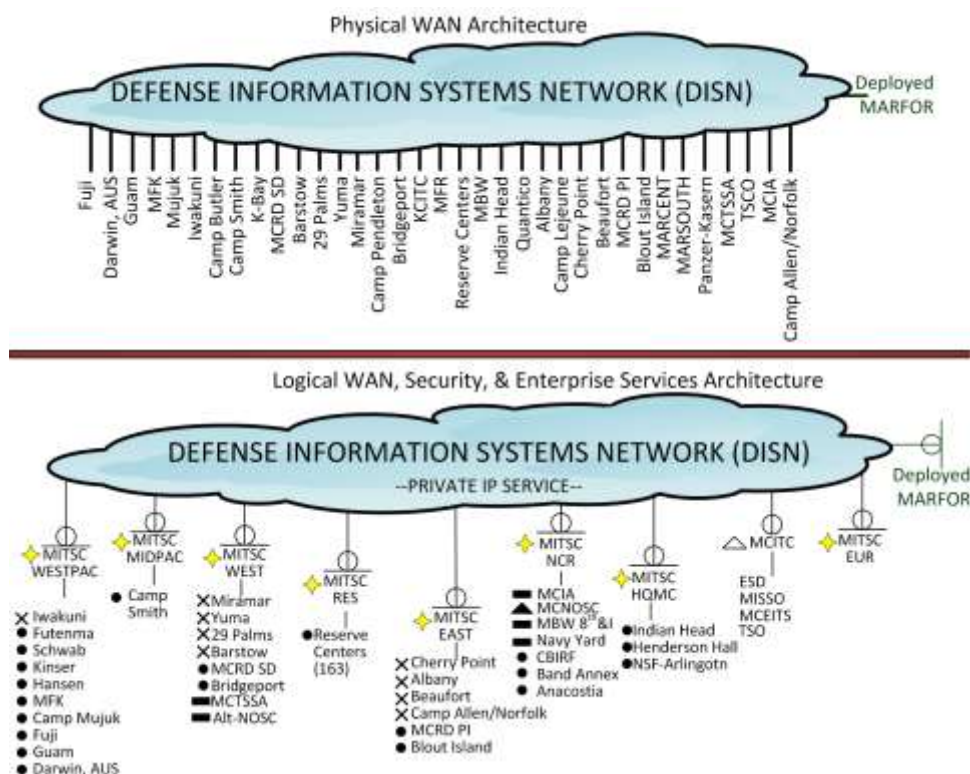 Physical WAN Architecture
DEFENSE INFORMATION SYSTEMS NETWORK (DISN)
Deployed
MARFOR
Fuji
Darwin, AUS
Guam
MFK
Mujuk
Iwakuni
Camp Butler
Camp Smith
K-Bay
MCRD SD
Barstow
29 Palms
Yuma
Miramar
Camp Pendleton
Bridgeport
KCITC
MFR
Reserve Centers
MBW
Indian Head
Quantico
Albany
Camp Lejeune
Cherry Point
Beaufort
MCRD PI
Blout Island
MARCENT
MARSOUTH
Panzer-Kasern
MCTSSA
TSCO
MCIA
Camp Allen/Norfolk
Logical WAN, Security, & Enterprise Services Architecture
DEFENSE INFORMATION SYSTEMS NETWORK (DISN)
--PRIVATE IP SERVICE--
Deployed
MARFOR
MITSC
WESTPAC
Iwakuni
Futenma
Schwab
Kinser
Hansen
MFK
Camp Mujuk
Fuji
Guam
Darwin, AUS
MITSC
MIDPAC
Camp
Smith
MITSC
WEST
Miramar
Yuma
29 Palms
Barstow
MCRD SD
Bridgeport
MCTSSA
Alt-NOSC
MITSC
RES
Reserve
Centers
(163)
MITSC
EAST
Cherry Point
Albany
Beaufort
Camp Allen/Norfolk
MCRD PI
Blout Island
MITSC
NCR
MCIA
MCNOSC
MBW 8th&I
Navy Yard
CBIRF
Band Annex
Anacostia
MITSC
HQMC
Indian Head
Henderson Hall
NSF-Arlingotn
MCITC
ESD
MISSO
MCEITS
TSO
MITSC
EUR